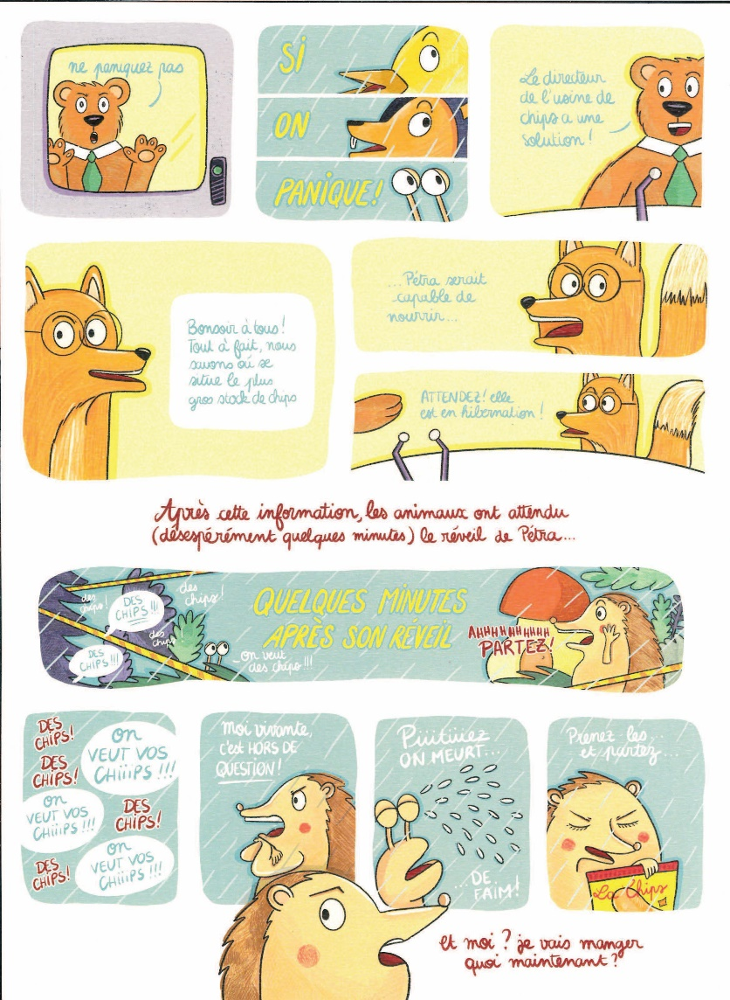 ne paniquez pas
SI
ON
PANIQUE!
Le directeur
de l'usine de
chips a une
solution!
Bonsoir à tous!
Tout à fait, nous
savons où se
situe le plus
gros stock de chips
...Pétra serait
capable de
nourrir...
ATTENDEZ! elle
est en hibernation!
Après cette information, les animaux ont attendu
(désespérément quelques minutes) le réveil de Pétra...
des
chips!
DES
CHIPS!!!
des
chips!
des
chips
DES
CHIPS!!!
on veut
des chips!!!
QUELQUES MINUTES
APRÈS SON RÉVEIL
AHHHHHHHHHH
PARTEZ!
DES
CHIPS!
on
VEUT VOS
CHiiiPS !!!
DES
CHIPS!
on
VEUT VOS
CHiiiPS !!!
DES
CHIPS!
DES
CHIPS!
on
VEUT VOS
CHiiiPS !!!
Moi vivante,
c'est HORS DE
QUESTION!
Piiitiiiez
ON MEURT...
...DE
FAIM!
Prenez-les...
et partez...
La Chips
et moi? je vais manger
quoi maintenant?